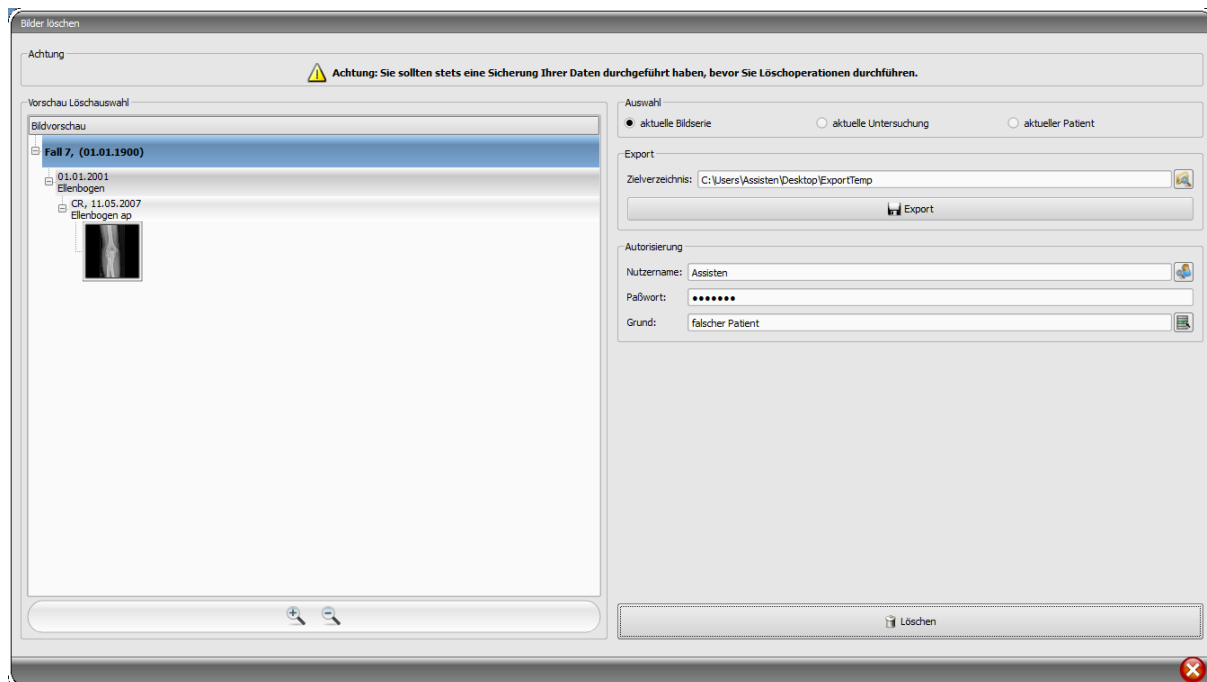 Bilder löschen
Achtung
Achtung: Sie sollten stets eine Sicherung Ihrer Daten durchgeführt haben, bevor Sie Löschoperationen durchführen.
Vorschau Löschauswahl
Bildvorschau
Fall 7, (01.01.1900)
01.01.2001
Ellenbogen
CR, 11.05.2007
Ellenbogen ap
Auswahl
aktuelle Bildserie aktuelle Untersuchung aktueller Patient
Export
Zielverzeichnis: C:\Users\Assisten\Desktop\ExportTemp
Export
Autorisierung
Nutzername: Assisten
Paßwort: •••••••
Grund: falscher Patient
Löschen